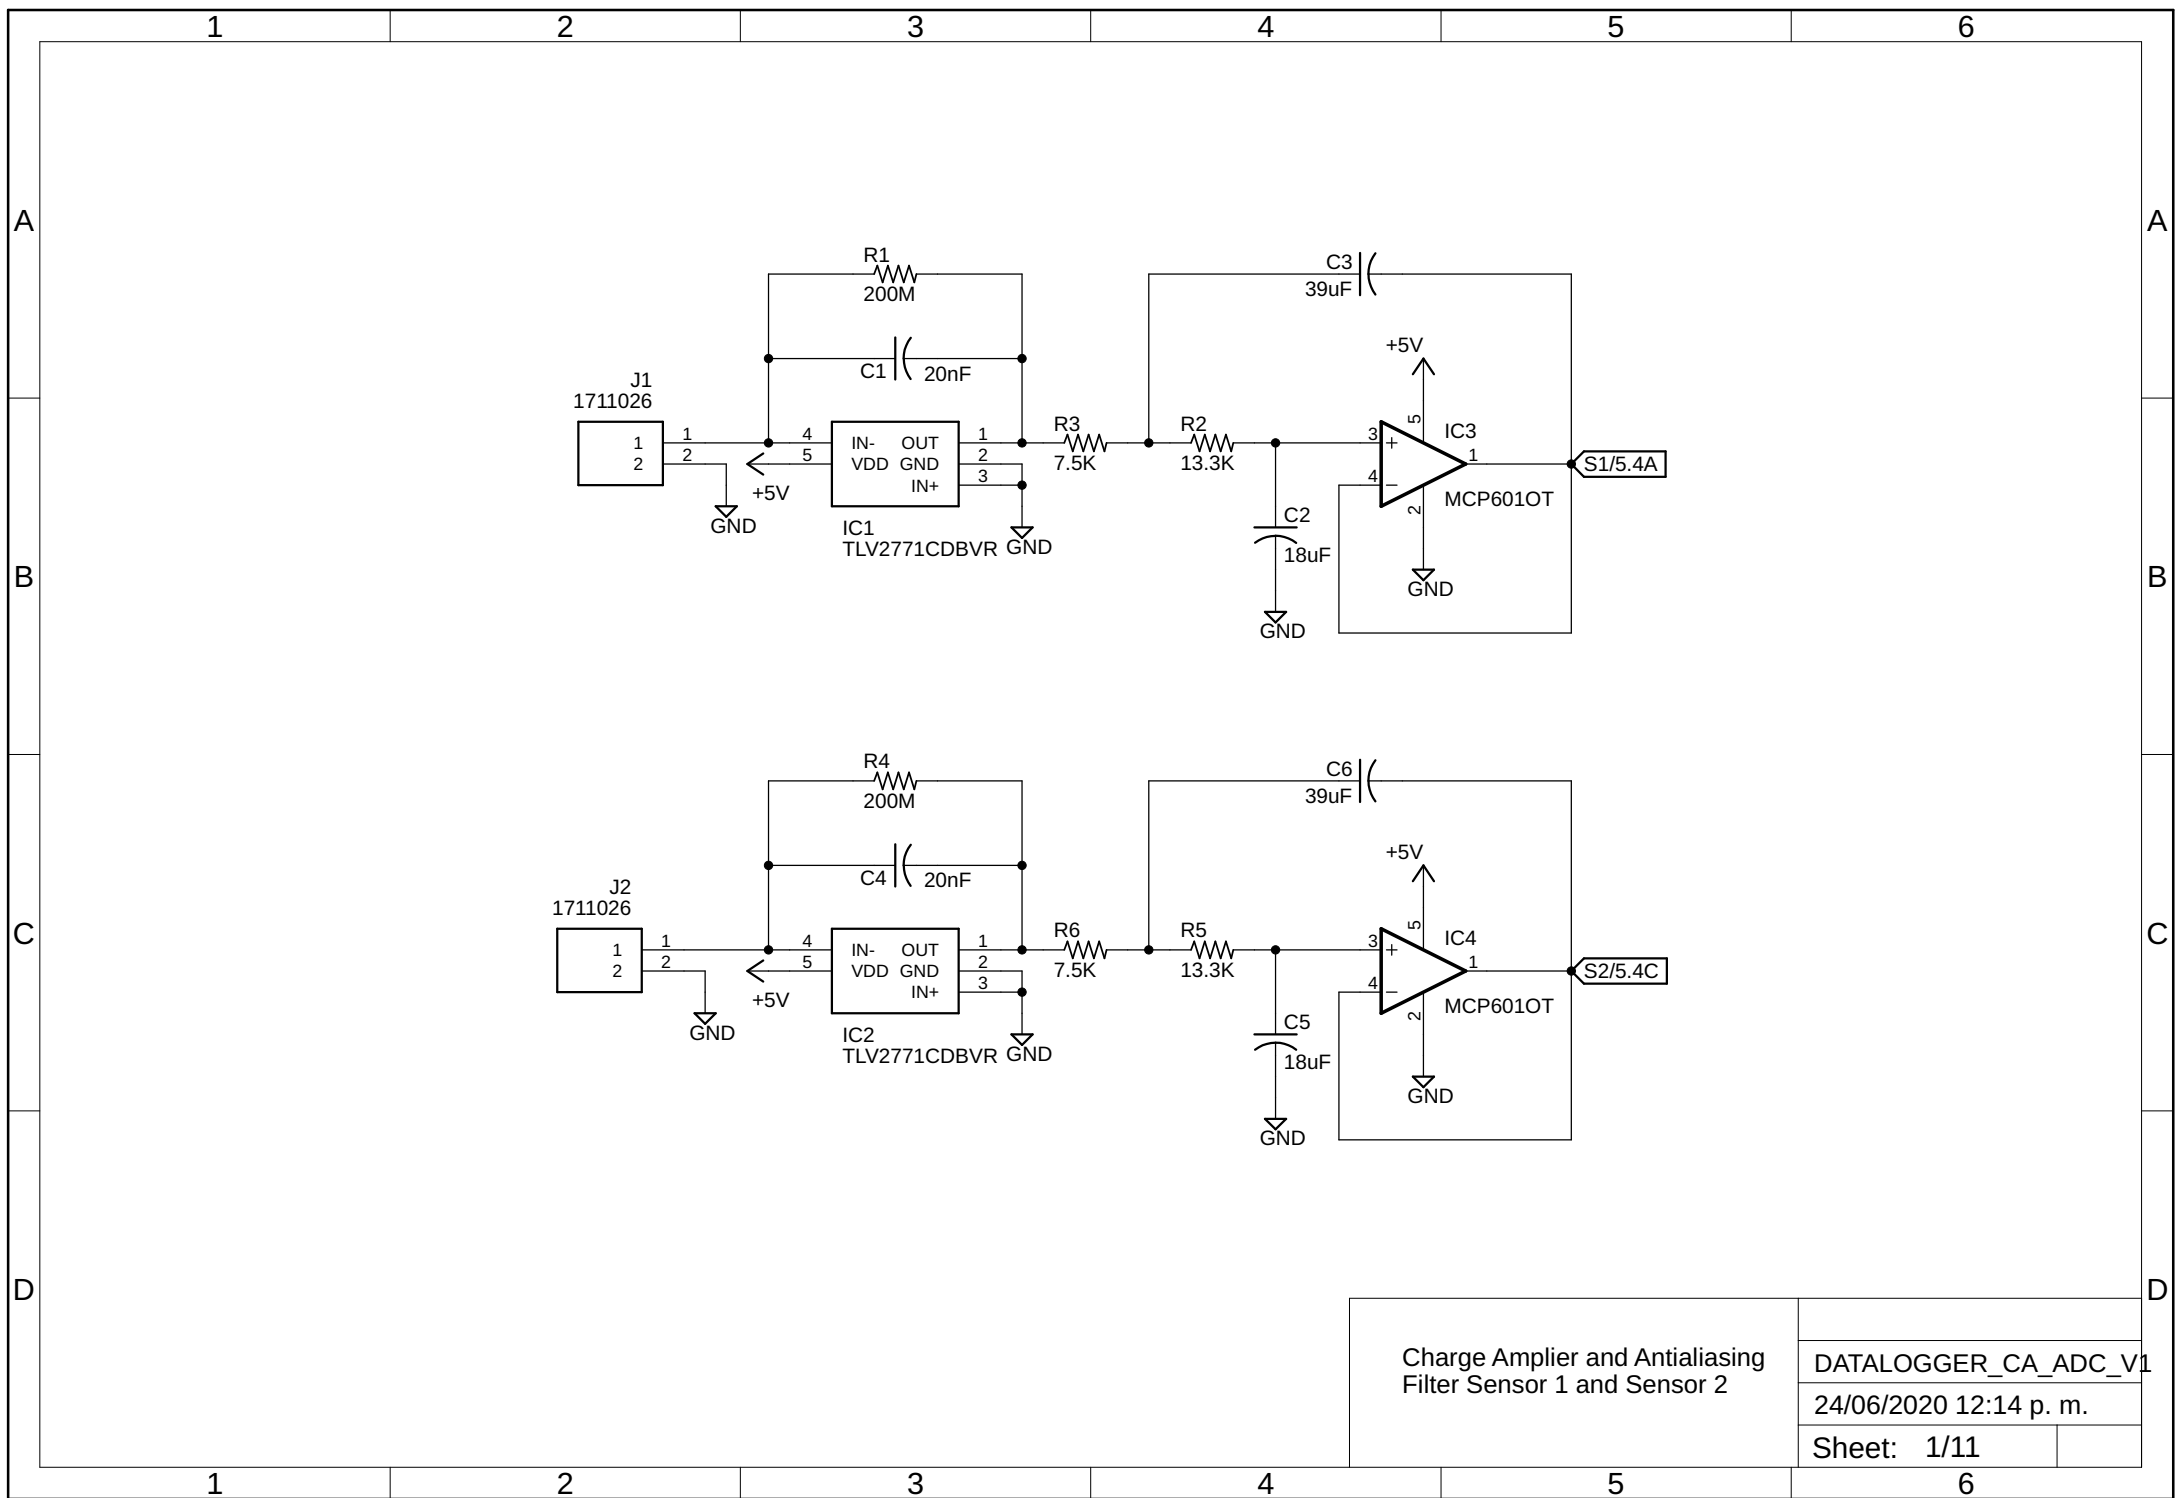 1 2 3 4 5 6
A A
R1
200M
C3
39uF
+5V
C1 20nF
J1
1711026
1 1
2 2
GND
4 IN- OUT 1
5 VDD GND 2
IN+ 3
+5V
IC1
TLV2771CDBVR
GND
R3
7.5K
R2
13.3K
C2
18uF
GND
3 +
4 −
5
2
1
IC3
MCP601OT
GND
S1/5.4A
B B
R4
200M
C6
39uF
+5V
C4 20nF
J2
1711026
1 1
2 2
GND
4 IN- OUT 1
5 VDD GND 2
IN+ 3
+5V
IC2
TLV2771CDBVR
GND
R6
7.5K
R5
13.3K
C5
18uF
GND
3 +
4 −
5
2
1
IC4
MCP601OT
GND
S2/5.4C
C C
D D
Charge Amplier and Antialiasing
Filter Sensor 1 and Sensor 2
DATALOGGER_CA_ADC_V1
24/06/2020 12:14 p. m.
Sheet: 1/11
1 2 3 4 5 6